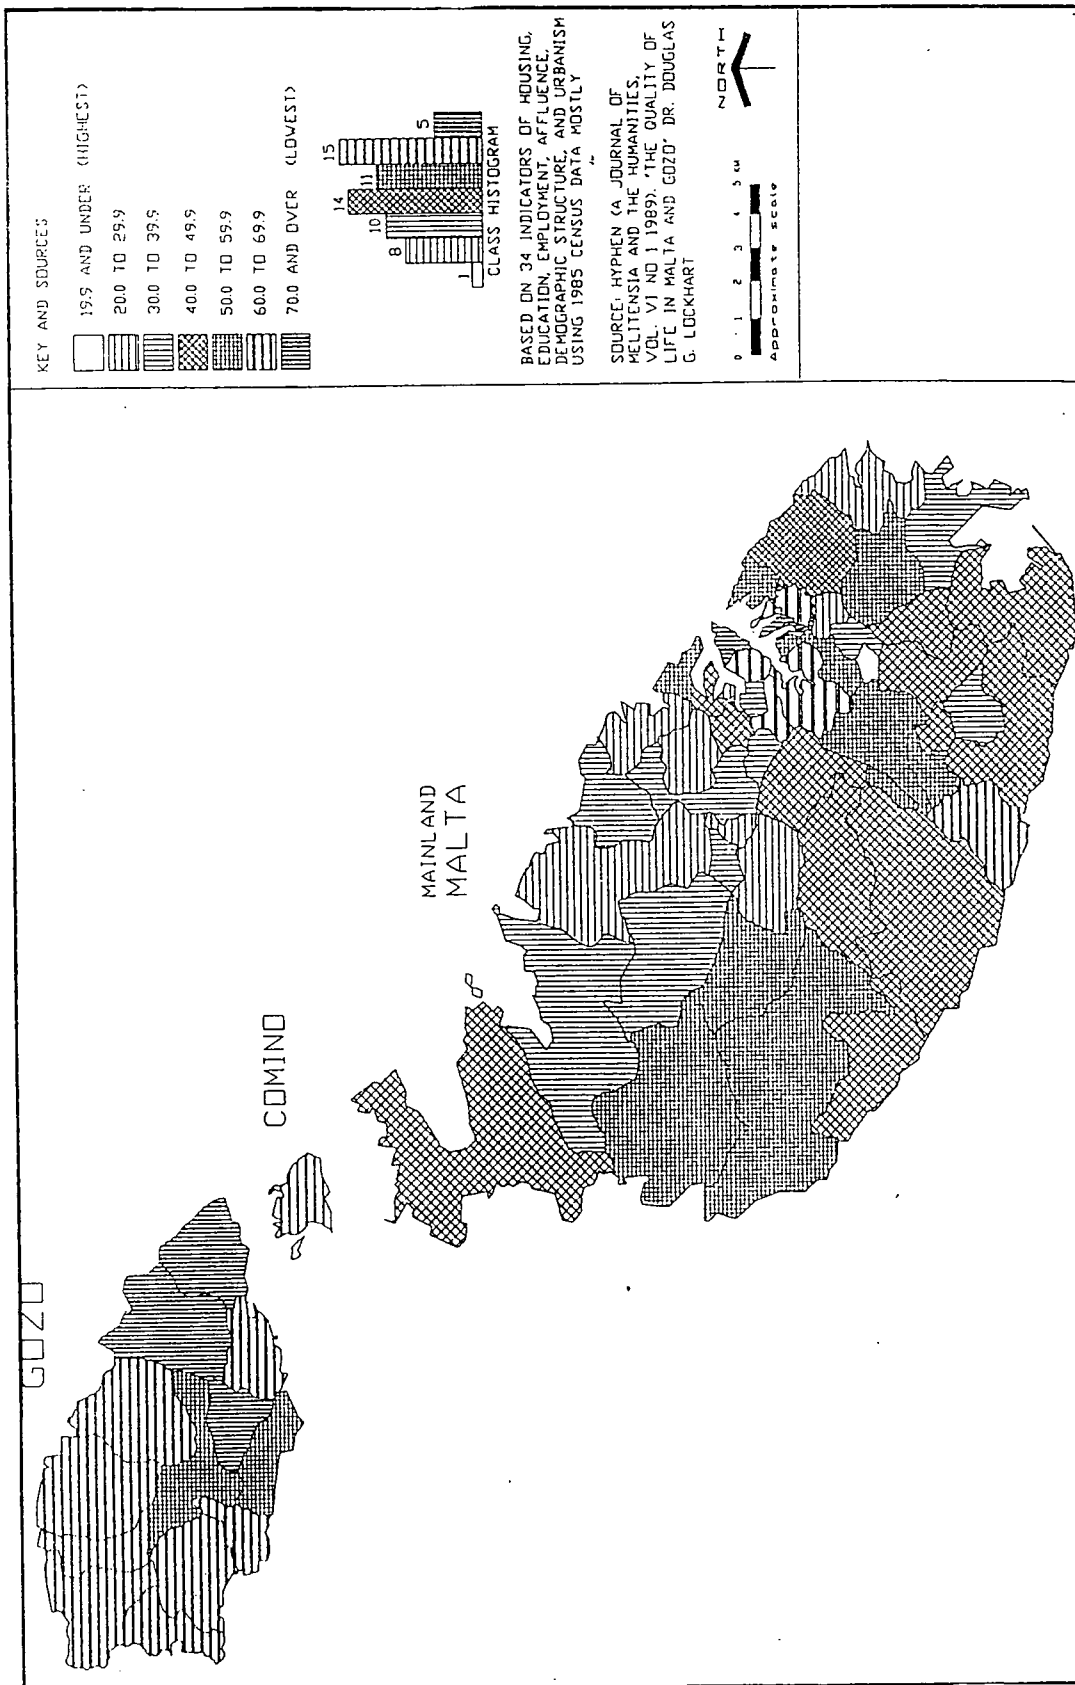 KEY AND SOURCES
19.9 AND UNDER (HIGHEST)
20.0 TO 29.9
30.0 TO 39.9
40.0 TO 49.9
50.0 TO 59.9
60.0 TO 69.9
70.0 AND OVER (LOWEST)
1 8 10 14 11 15 5
CLASS HISTOGRAM
BASED ON 34 INDICATORS OF HOUSING,
EDUCATION, EMPLOYMENT, AFFLUENCE,
DEMOGRAPHIC STRUCTURE, AND URBANISM
USING 1985 CENSUS DATA MOSTLY
SOURCE: HYPHEN (A JOURNAL OF
MELITENSIA AND THE HUMANITIES,
VOL. VI NO 1 1989). 'THE QUALITY OF
LIFE IN MALTA AND GOZO' DR. DOUGLAS
G. LOCKHART
NORTH
0 1 2 3 4 5 KM
Approximate scale
GOZO
COMINO
MAINLAND
MALTA